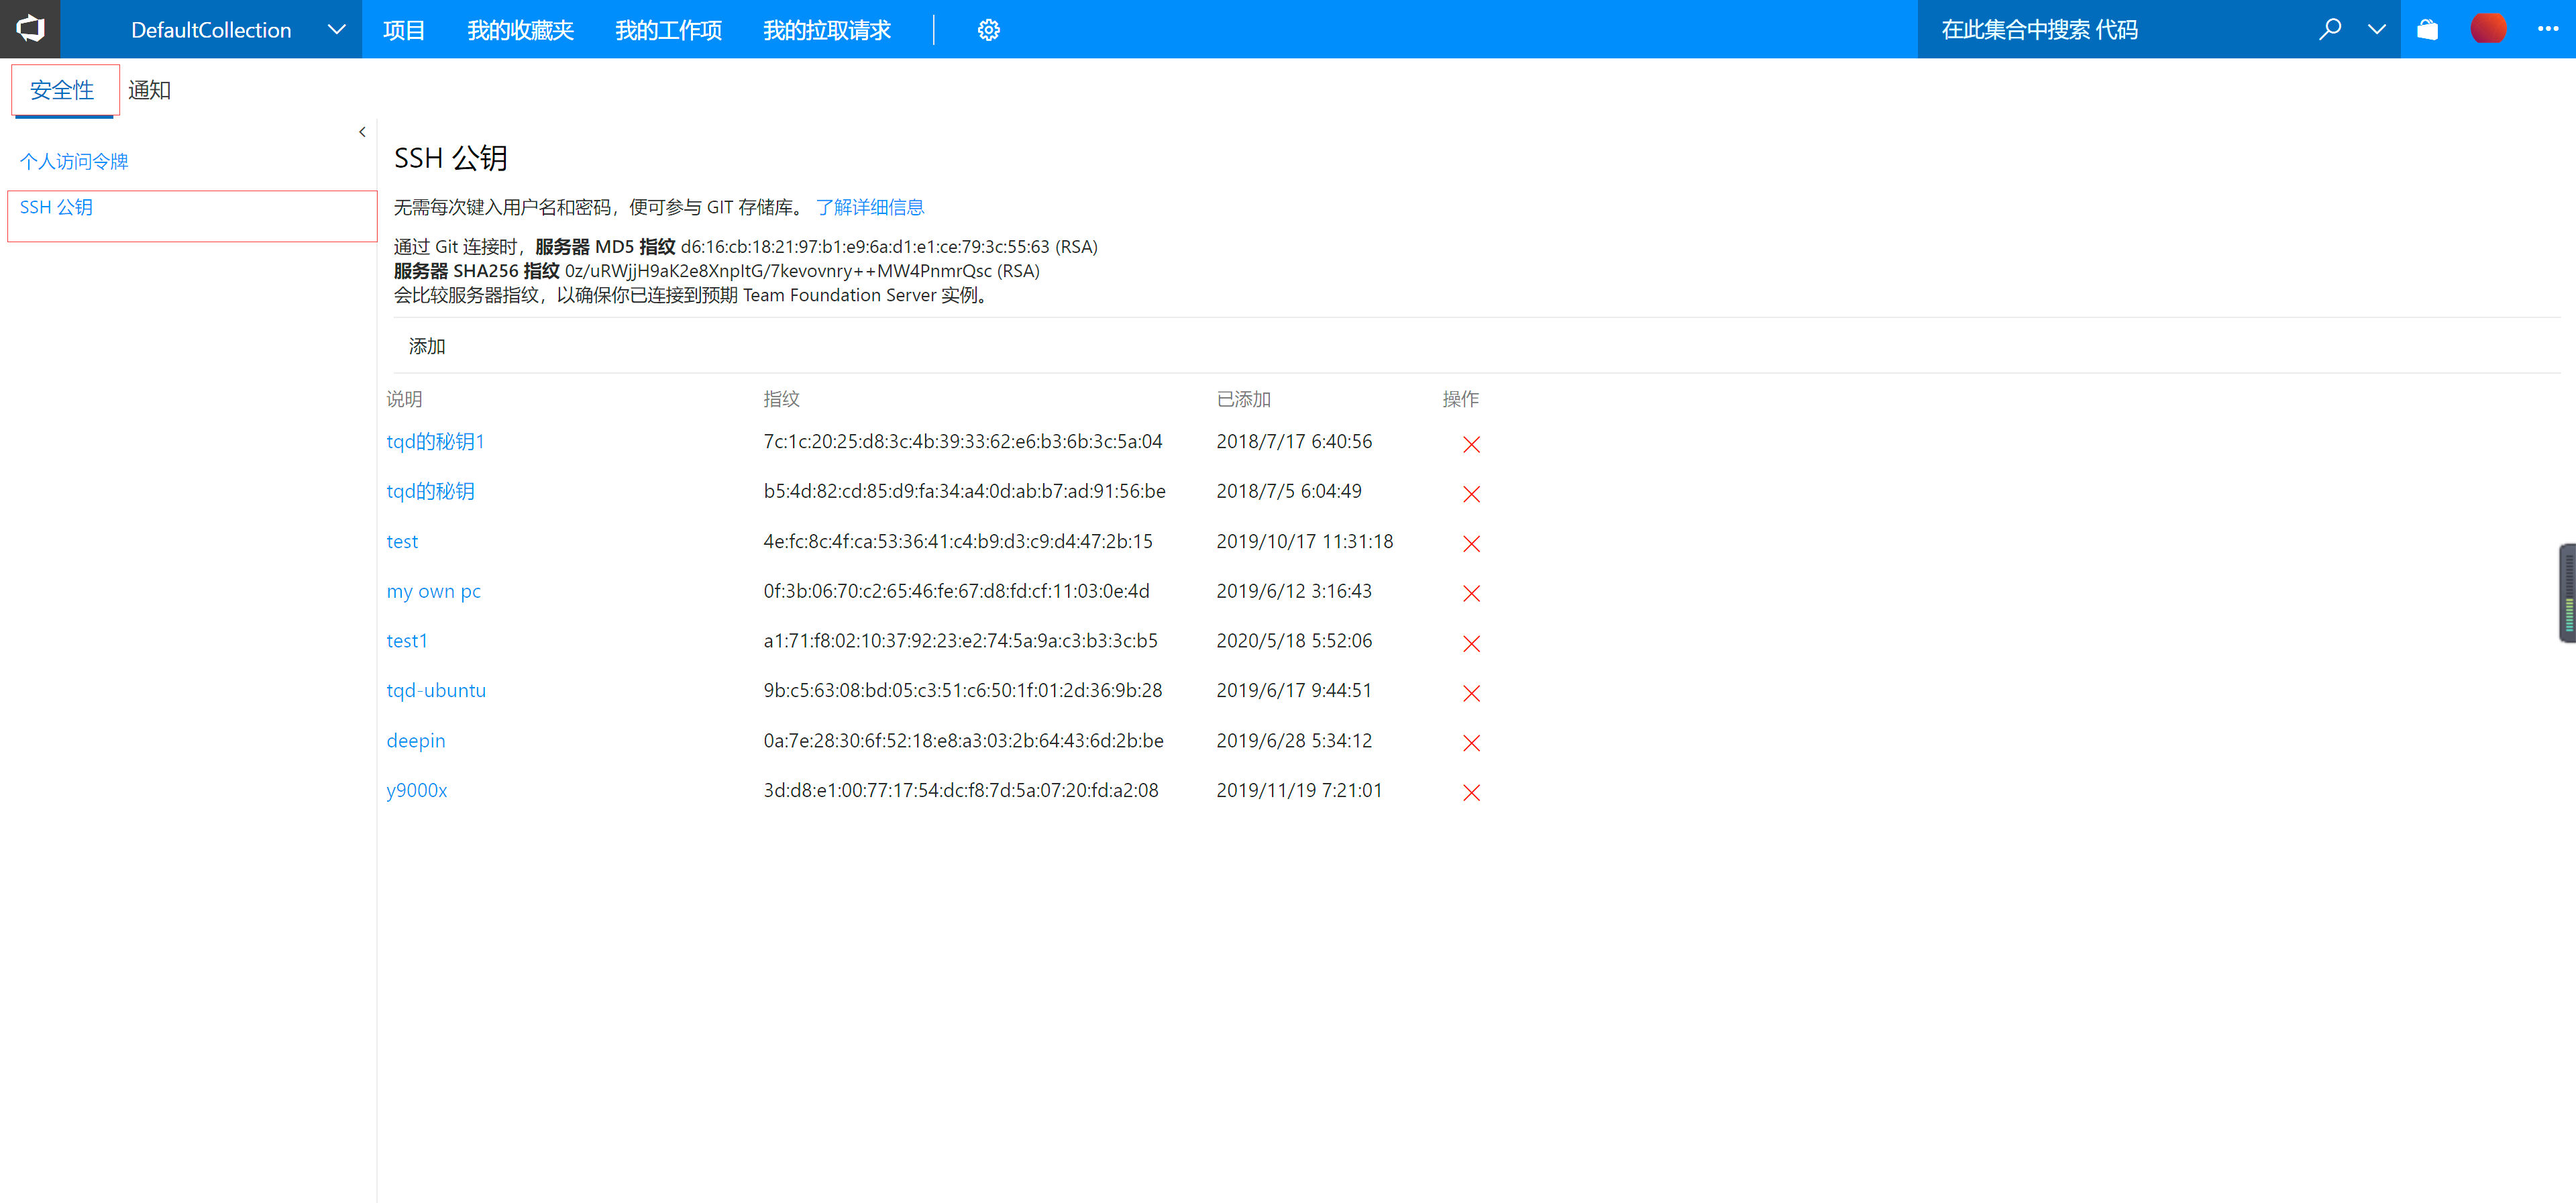 DefaultCollection 项目 我的收藏夹 我的工作项 我的拉取请求 在此集合中搜索 代码
安全性 通知
个人访问令牌
SSH 公钥
SSH 公钥
无需每次键入用户名和密码，便可参与 GIT 存储库。 了解详细信息
通过 Git 连接时，服务器 MD5 指纹 d6:16:cb:18:21:97:b1:e9:6a:d1:e1:ce:79:3c:55:63 (RSA)
服务器 SHA256 指纹 0z/uRWjjH9aK2e8XnpItG/7kevovnry++MW4PnmrQsc (RSA)
会比较服务器指纹，以确保你已连接到预期 Team Foundation Server 实例。
添加
说明 指纹 已添加 操作
tqd的秘钥1 7c:1c:20:25:d8:3c:4b:39:33:62:e6:b3:6b:3c:5a:04 2018/7/17 6:40:56
tqd的秘钥 b5:4d:82:cd:85:d9:fa:34:a4:0d:ab:b7:ad:91:56:be 2018/7/5 6:04:49
test 4e:fc:8c:4f:ca:53:36:41:c4:b9:d3:c9:d4:47:2b:15 2019/10/17 11:31:18
my own pc 0f:3b:06:70:c2:65:46:fe:67:d8:fd:cf:11:03:0e:4d 2019/6/12 3:16:43
test1 a1:71:f8:02:10:37:92:23:e2:74:5a:9a:c3:b3:3c:b5 2020/5/18 5:52:06
tqd-ubuntu 9b:c5:63:08:bd:05:c3:51:c6:50:1f:01:2d:36:9b:28 2019/6/17 9:44:51
deepin 0a:7e:28:30:6f:52:18:e8:a3:03:2b:64:43:6d:2b:be 2019/6/28 5:34:12
y9000x 3d:d8:e1:00:77:17:54:dc:f8:7d:5a:07:20:fd:a2:08 2019/11/19 7:21:01